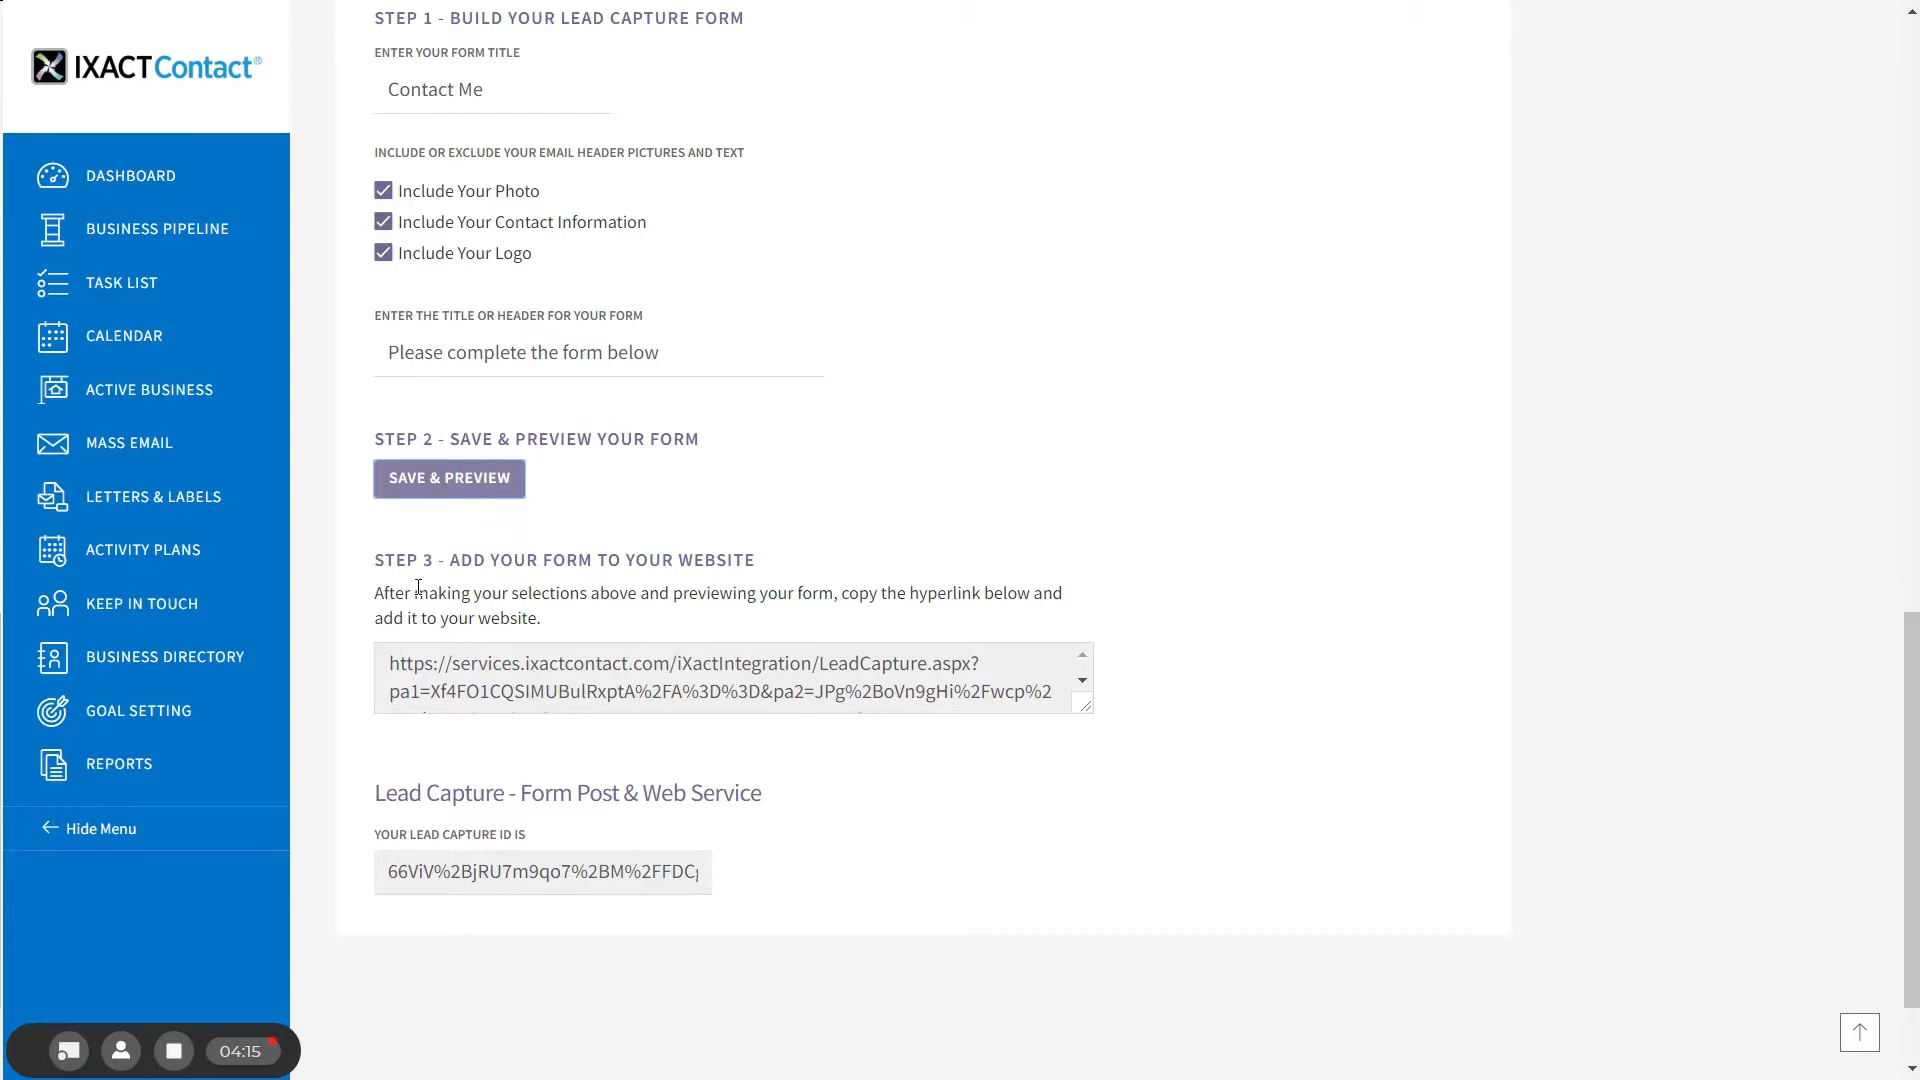 STEP 1 - BUILD YOUR LEAD CAPTURE FORM
IXACTContact®
ENTER YOUR FORM TITLE
Contact Me
INCLUDE OR EXCLUDE YOUR EMAIL HEADER PICTURES AND TEXT
Include Your Photo
Include Your Contact Information
Include Your Logo
ENTER THE TITLE OR HEADER FOR YOUR FORM
Please complete the form below
STEP 2 - SAVE & PREVIEW YOUR FORM
SAVE & PREVIEW
STEP 3 - ADD YOUR FORM TO YOUR WEBSITE
After making your selections above and previewing your form, copy the hyperlink below and
add it to your website.
https://services.ixactcontact.com/iXactIntegration/LeadCapture.aspx?
pa1=Xf4FO1CQSIMUBulRxptA%2FA%3D%3D&pa2=JPg%2BoVn9gHi%2Fwcp%2
Lead Capture - Form Post & Web Service
YOUR LEAD CAPTURE ID IS
66ViV%2BjRU7m9qo7%2BM%2FFDCg
DASHBOARD
BUSINESS PIPELINE
TASK LIST
CALENDAR
ACTIVE BUSINESS
MASS EMAIL
LETTERS & LABELS
ACTIVITY PLANS
KEEP IN TOUCH
BUSINESS DIRECTORY
GOAL SETTING
REPORTS
Hide Menu
04:15